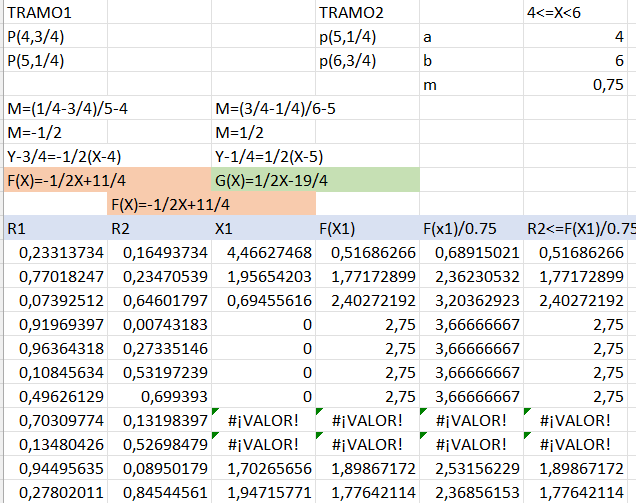 TRAMO1 TRAMO2 4<=X<6
P(4,3/4) p(5,1/4) a 4
P(5,1/4) p(6,3/4) b 6
m 0,75
M=(1/4-3/4)/5-4 M=(3/4-1/4)/6-5
M=-1/2 M=1/2
Y-3/4=-1/2(X-4) Y-1/4=1/2(X-5)
F(X)=-1/2X+11/4 G(X)=1/2X-19/4
F(X)=-1/2X+11/4
R1 R2 X1 F(X1) F(x1)/0.75 R2<=F(X1)/0.75
0,23313734 0,16493734 4,46627468 0,51686266 0,68915021 0,51686266
0,77018247 0,23470539 1,95654203 1,77172899 2,36230532 1,77172899
0,07392512 0,64601797 0,69455616 2,40272192 3,20362923 2,40272192
0,91969397 0,00743183 0 2,75 3,66666667 2,75
0,96364318 0,27335146 0 2,75 3,66666667 2,75
0,10845634 0,53197239 0 2,75 3,66666667 2,75
0,49626129 0,699393 0 2,75 3,66666667 2,75
0,70309774 0,13198397 #¡VALOR! #¡VALOR! #¡VALOR! #¡VALOR!
0,13480426 0,52698479 #¡VALOR! #¡VALOR! #¡VALOR! #¡VALOR!
0,94495635 0,08950179 1,70265656 1,89867172 2,53156229 1,89867172
0,27802011 0,84544561 1,94715771 1,77642114 2,36856153 1,77642114